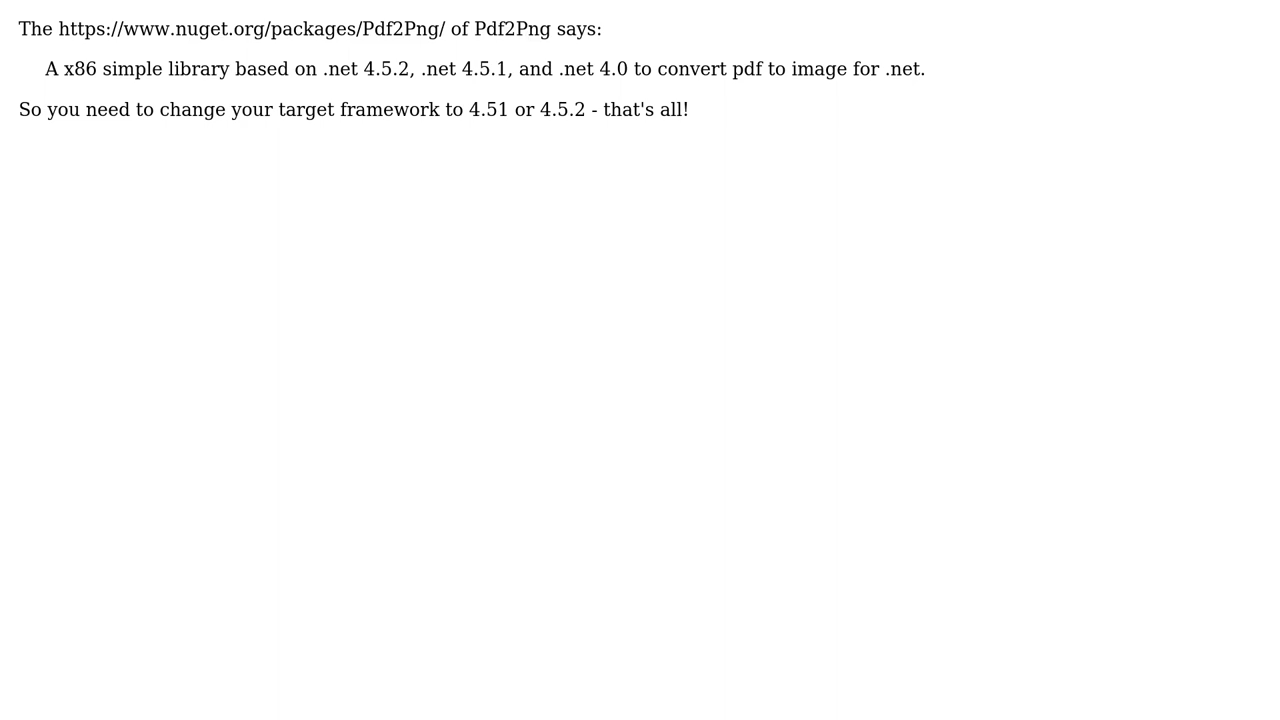 The https://www.nuget.org/packages/Pdf2Png/ of Pdf2Png says:
A x86 simple library based on .net 4.5.2, .net 4.5.1, and .net 4.0 to convert pdf to image for .net.
So you need to change your target framework to 4.51 or 4.5.2 - that's all!